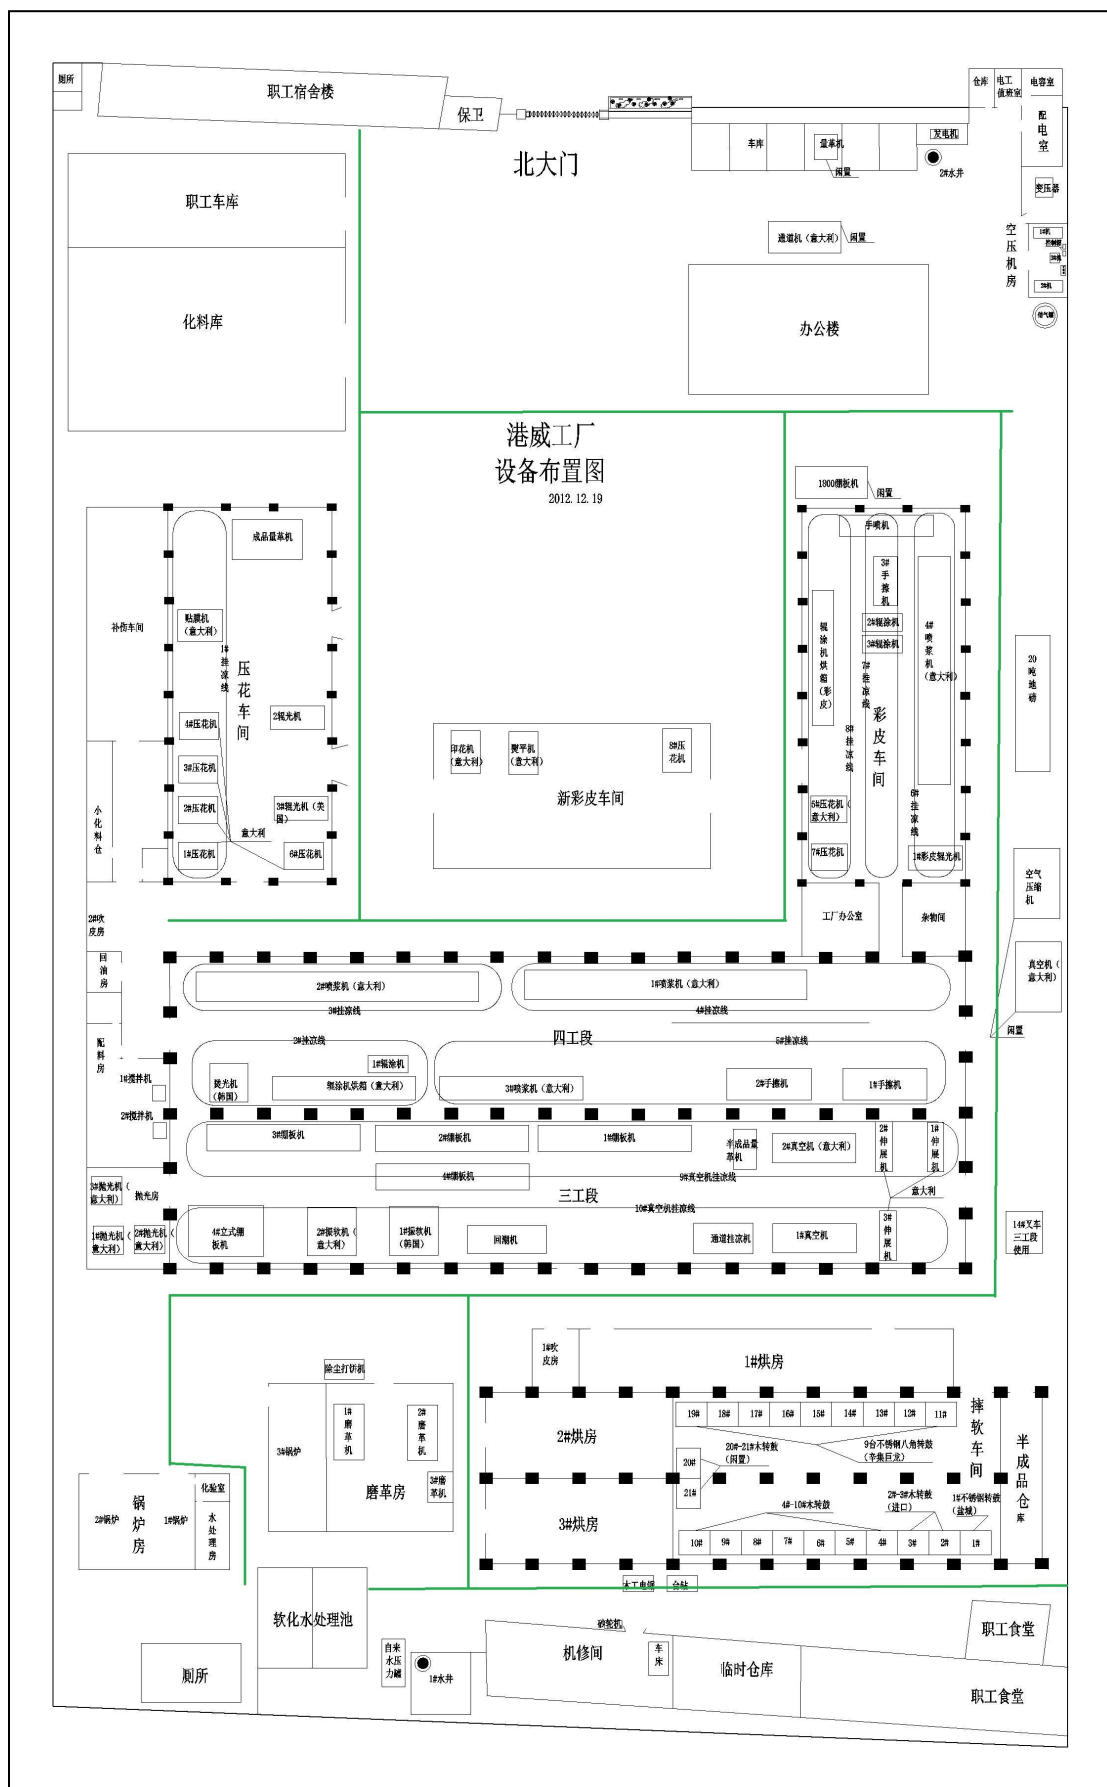 厕所
职工宿舍楼
保卫
仓库
电工
值班室
电容室
配电室
车库
量革机
闲置
发电机
2#水井
北大门
变压器
职工车库
通道机（意大利）
闲置
空压机房
1#机
2#机
储气罐
化料库
办公楼
港威工厂
设备布置图
2012.12.19
1800绷板机
闲置
成品量革机
手喷机
3#手擦机
补伤车间
贴膜机
（意大利）
1#挂凉线
压花车间
2辊光机
4#压花机
3#压花机
2#压花机
1#压花机
意大利
3#辊光机（美
国）
6#压花机
小化料仓
印花机
（意大利）
熨平机
（意大利）
8#压
花机
新彩皮车间
辊涂机烘箱（彩皮）
2#辊涂机
3#辊涂机
7#挂凉线
8#挂凉线
彩皮车间
4#喷浆机（意大利）
6#挂凉线
5#压花机（
意大利）
7#压花机
1#彩皮辊光机
20吨地磅
空气
压缩
机
工厂办公室
杂物间
2#吹
皮房
回油房
真空机（
意大利）
闲置
2#喷浆机（意大利）
1#喷浆机（意大利）
3#挂凉线
4#挂凉线
四工段
2#挂凉线
5#挂凉线
配料房
1#搅拌机
2#搅拌机
抛光机
（韩国）
1#辊涂机
辊涂机烘箱（意大利）
3#喷浆机（意大利）
2#手擦机
1#手擦机
3#绷板机
2#绷板机
1#绷板机
半成品量
革机
2#真空机（意大利）
2#伸展机
1#伸展机
4#绷板机
9#真空机挂凉线
意大利
三工段
10#真空机挂凉线
3#抛光机（
意大利）
抛光房
1#抛光机（
意大利）
2#抛光机（
意大利）
4#立式绷
板机
2#振纹机（
意大利）
1#振纹机
（韩国）
回潮机
通道挂凉机
1#真空机
3#伸展机
14#叉车
三工段
使用
1#吹
皮房
1#烘房
除尘打饼机
1#磨革机
2#磨革机
3#磨
革机
磨革房
3#锅炉
2#烘房
3#烘房
19#
18#
17#
16#
15#
14#
13#
12#
11#
摔软车间
半成品仓库
20#
21#
20#-21#木转鼓
（闲置）
9台不锈钢八角转鼓
（辛集巨龙）
4#-10#木转鼓
2#-3#木转鼓
（进口）
1#不锈钢转鼓
（盐城）
10#
9#
8#
7#
6#
5#
4#
3#
2#
1#
化验室
2#锅炉
锅炉房
1#锅炉
水处理房
木工电锯
台钻
软化水处理池
厕所
自来
水压
力罐
1#水井
砂轮机
机修间
车床
临时仓库
职工食堂
职工食堂